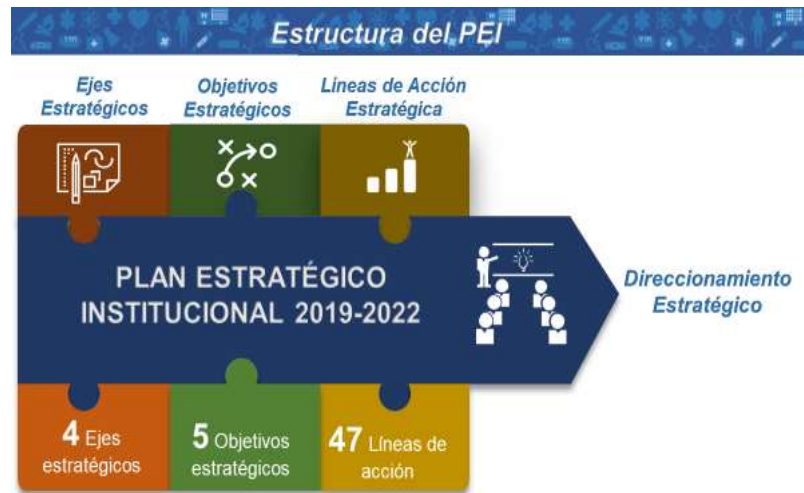 Estructura del PEI
Ejes
Estratégicos
Objetivos
Estratégicos
Líneas de Acción
Estratégica
PLAN ESTRATÉGICO
INSTITUCIONAL 2019-2022
Direccionamiento
Estratégico
4 Ejes
estratégicos
5 Objetivos
estratégicos
47 Líneas de
acción